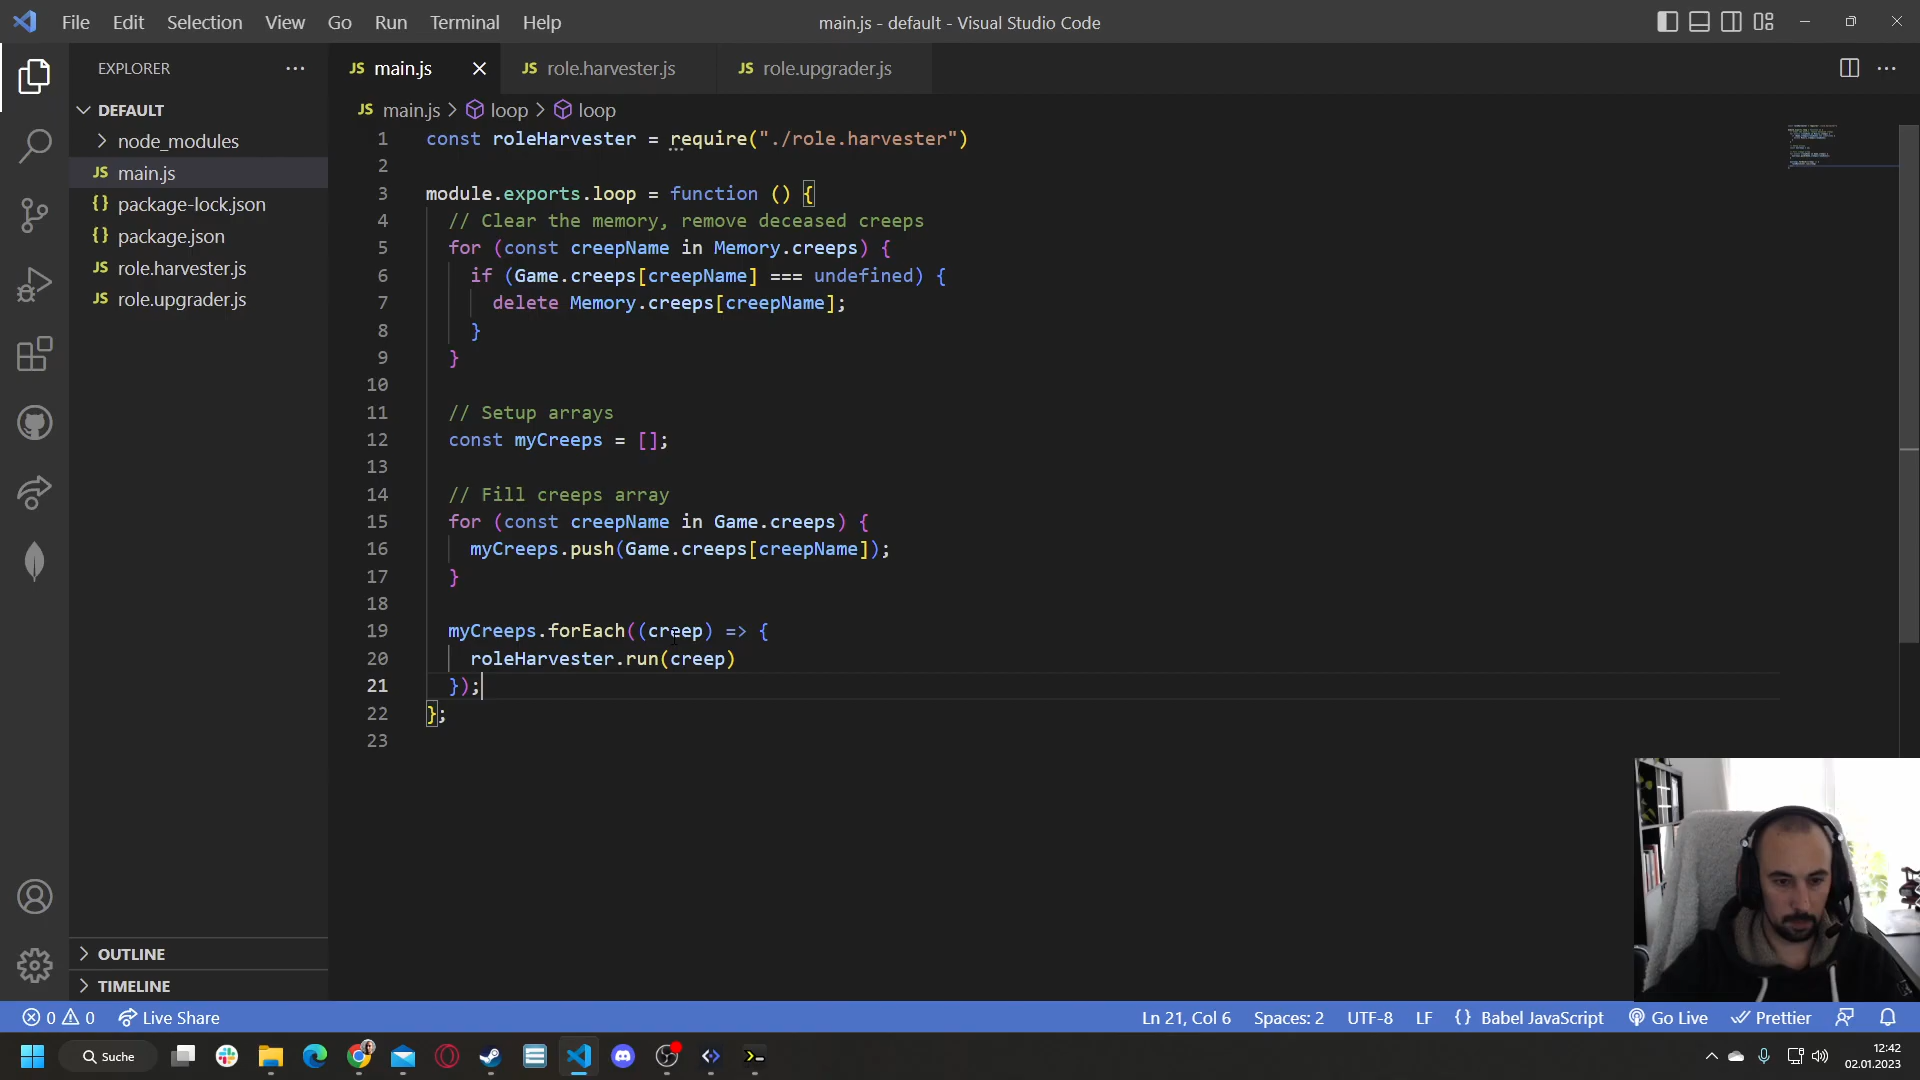 File Edit Selection View Go Run Terminal Help
main.js - default - Visual Studio Code
EXPLORER
DEFAULT
node_modules
JS main.js
{} package-lock.json
{} package.json
JS role.harvester.js
JS role.upgrader.js
OUTLINE
TIMELINE
JS main.js
JS role.harvester.js
JS role.upgrader.js
JS main.js > loop > loop
1 const roleHarvester = require("./role.harvester")
2
3 module.exports.loop = function () {
4 // Clear the memory, remove deceased creeps
5 for (const creepName in Memory.creeps) {
6 if (Game.creeps[creepName] === undefined) {
7 delete Memory.creeps[creepName];
8 }
9 }
10
11 // Setup arrays
12 const myCreeps = [];
13
14 // Fill creeps array
15 for (const creepName in Game.creeps) {
16 myCreeps.push(Game.creeps[creepName]);
17 }
18
19 myCreeps.forEach((creep) => {
20 roleHarvester.run(creep)
21 });
22 };
23
0 0 Live Share
Ln 21, Col 6 Spaces: 2 UTF-8 LF {} Babel JavaScript Go Live Prettier
Suche
12:42
02.01.2023